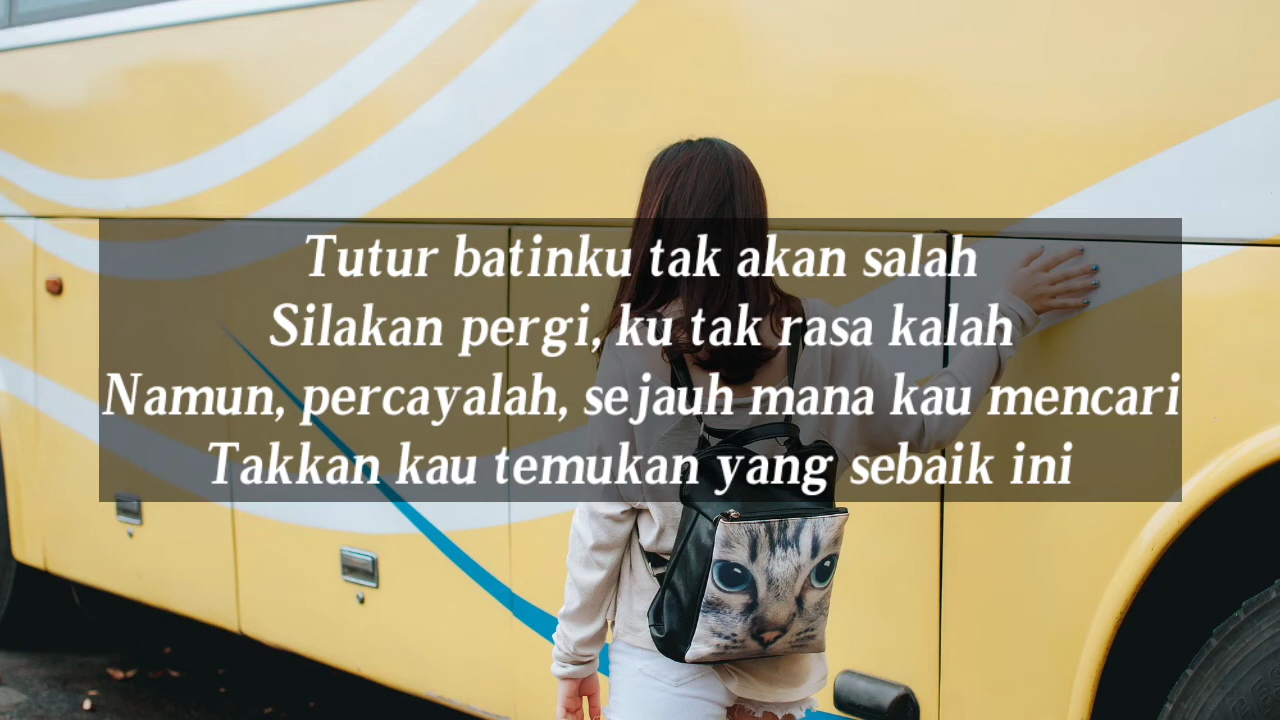 Tutur batinku tak akan salah
Silakan pergi, ku tak rasa kalah
Namun, percayalah, sejauh mana kau mencari
Takkan kau temukan yang sebaik ini